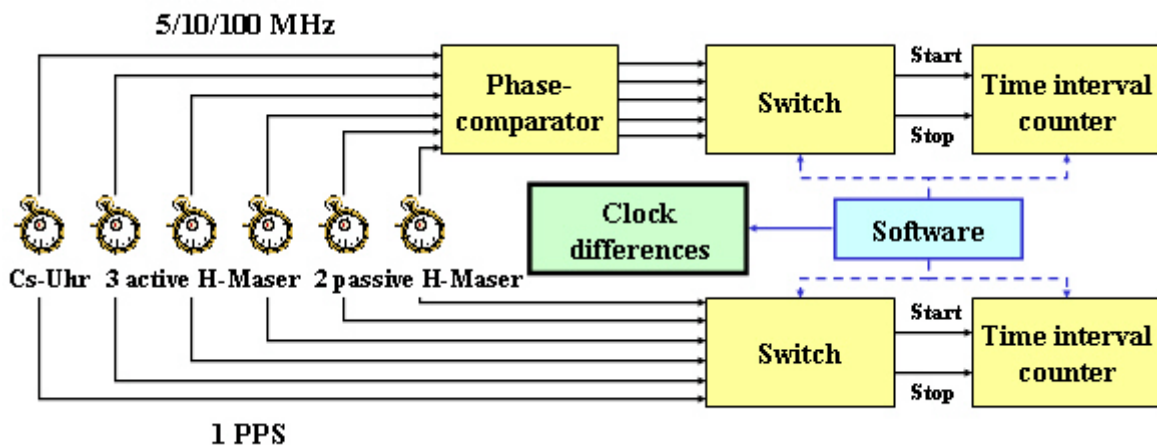 5/10/100 MHz
Phase-
comparator
Switch
Start
Stop
Time interval
counter
Clock
differences
Software
Cs-Uhr
3 active H-Maser
2 passive H-Maser
Switch
Start
Stop
Time interval
counter
1 PPS